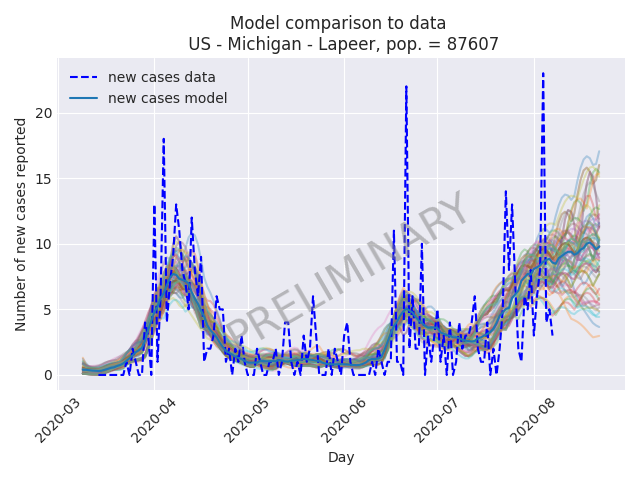 Model comparison to data
US - Michigan - Lapeer, pop. = 87607
new cases data
new cases model
PRELIMINARY
Number of new cases reported
20
15
10
5
0
2020-03
2020-04
2020-05
2020-06
2020-07
2020-08
Day